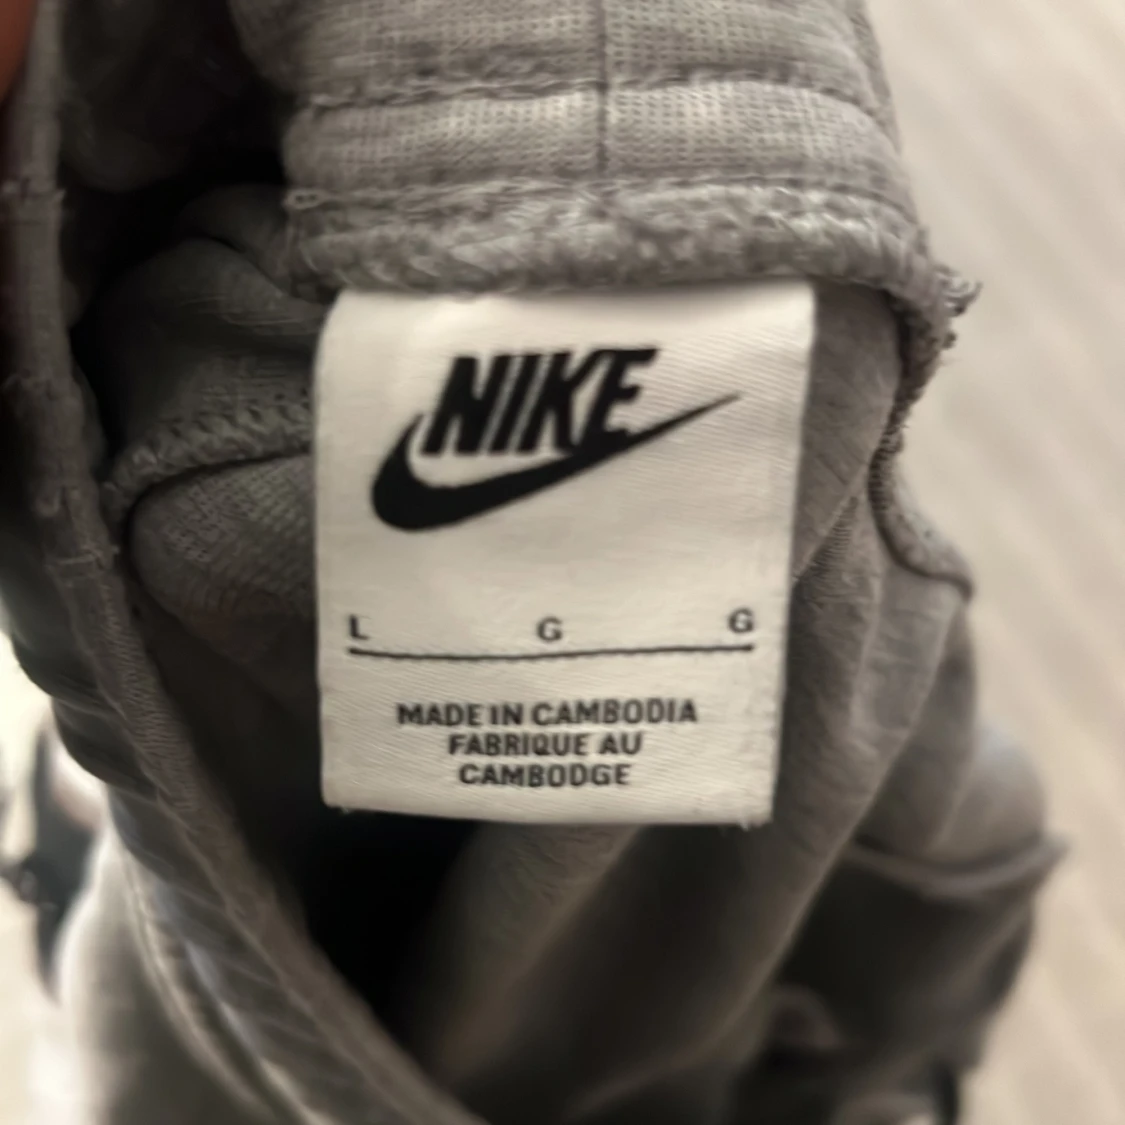 NIKE
L G G
MADE IN CAMBODIA
FABRIQUE AU
CAMBODGE